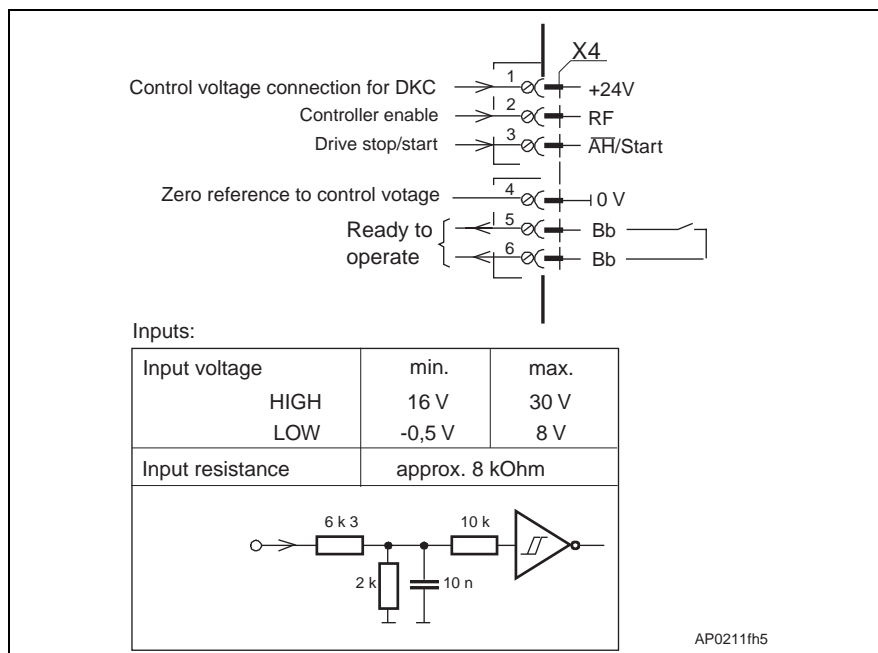 X4
Control voltage connection for DKC 1 +24V
Controller enable 2 RF
Drive stop/start 3 A̅H̅/Start
Zero reference to control votage 4 0 V
Ready to operate 5 Bb
6 Bb
Inputs:
Input voltage min. max.
HIGH 16 V 30 V
LOW -0,5 V 8 V
Input resistance approx. 8 kOhm
6 k 3 10 k
2 k 10 n
AP0211fh5